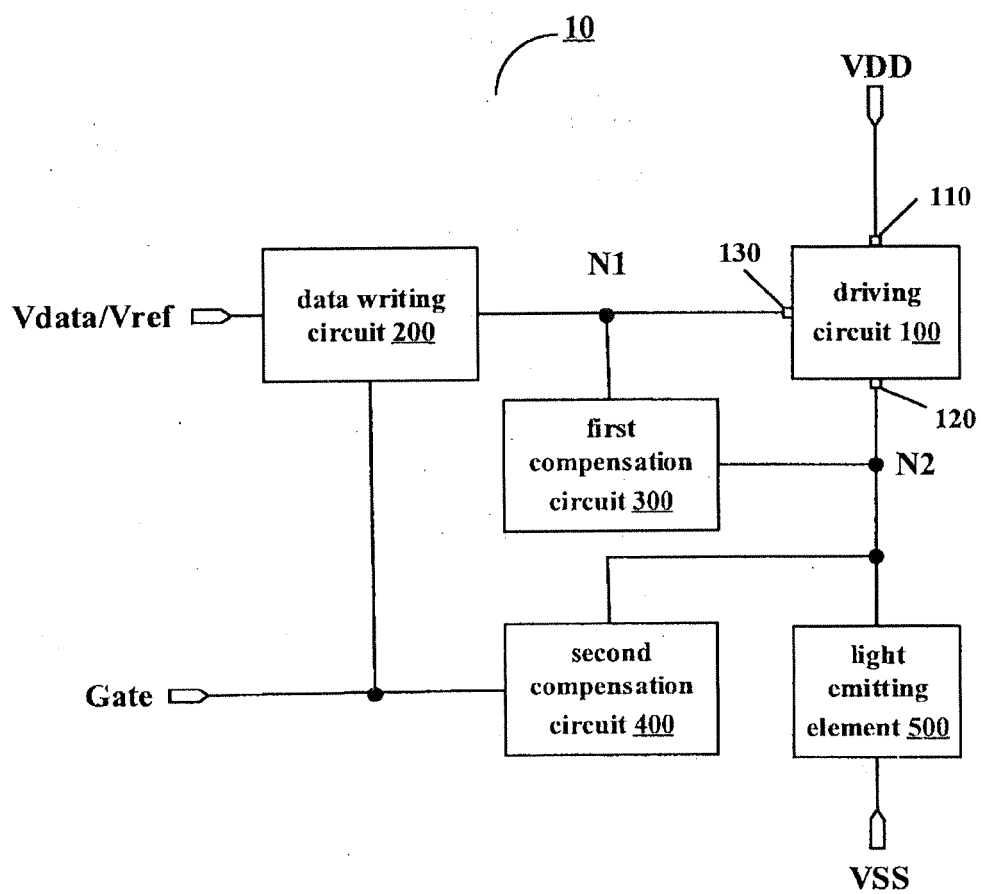 10
VDD
110
130
N1
data writing
circuit 200
driving
circuit 100
Vdata/Vref
120
first
compensation
circuit 300
N2
second
compensation
circuit 400
light
emitting
element 500
Gate
VSS